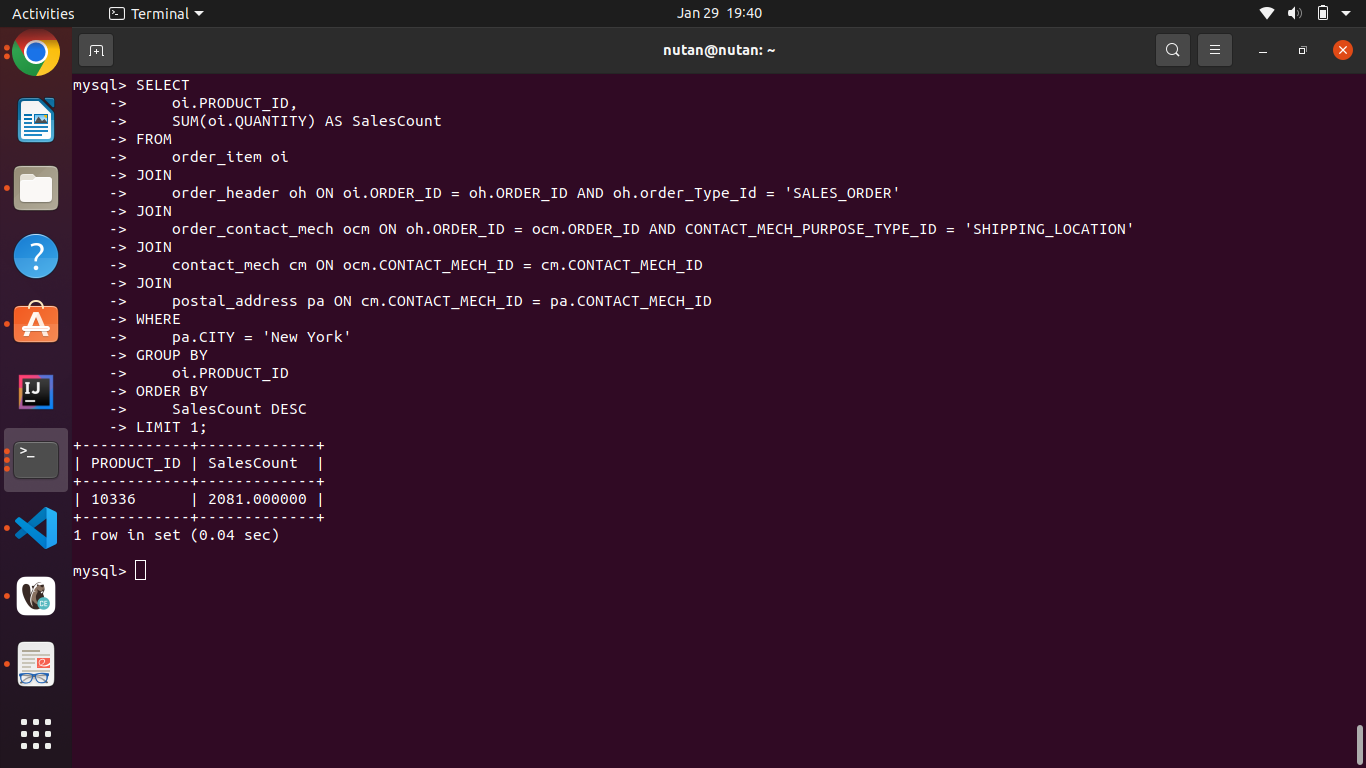 Activities
Terminal
Jan 29 19:40
nutan@nutan: ~
mysql> SELECT
    ->     oi.PRODUCT_ID,
    ->     SUM(oi.QUANTITY) AS SalesCount
    -> FROM
    ->     order_item oi
    -> JOIN
    ->     order_header oh ON oi.ORDER_ID = oh.ORDER_ID AND oh.order_Type_Id = 'SALES_ORDER'
    -> JOIN
    ->     order_contact_mech ocm ON oh.ORDER_ID = ocm.ORDER_ID AND CONTACT_MECH_PURPOSE_TYPE_ID = 'SHIPPING_LOCATION'
    -> JOIN
    ->     contact_mech cm ON ocm.CONTACT_MECH_ID = cm.CONTACT_MECH_ID
    -> JOIN
    ->     postal_address pa ON cm.CONTACT_MECH_ID = pa.CONTACT_MECH_ID
    -> WHERE
    ->     pa.CITY = 'New York'
    -> GROUP BY
    ->     oi.PRODUCT_ID
    -> ORDER BY
    ->     SalesCount DESC
    -> LIMIT 1;
+------------+-------------+
| PRODUCT_ID | SalesCount  |
+------------+-------------+
| 10336      | 2081.000000 |
+------------+-------------+
1 row in set (0.04 sec)
mysql>
IJ
>_
CE